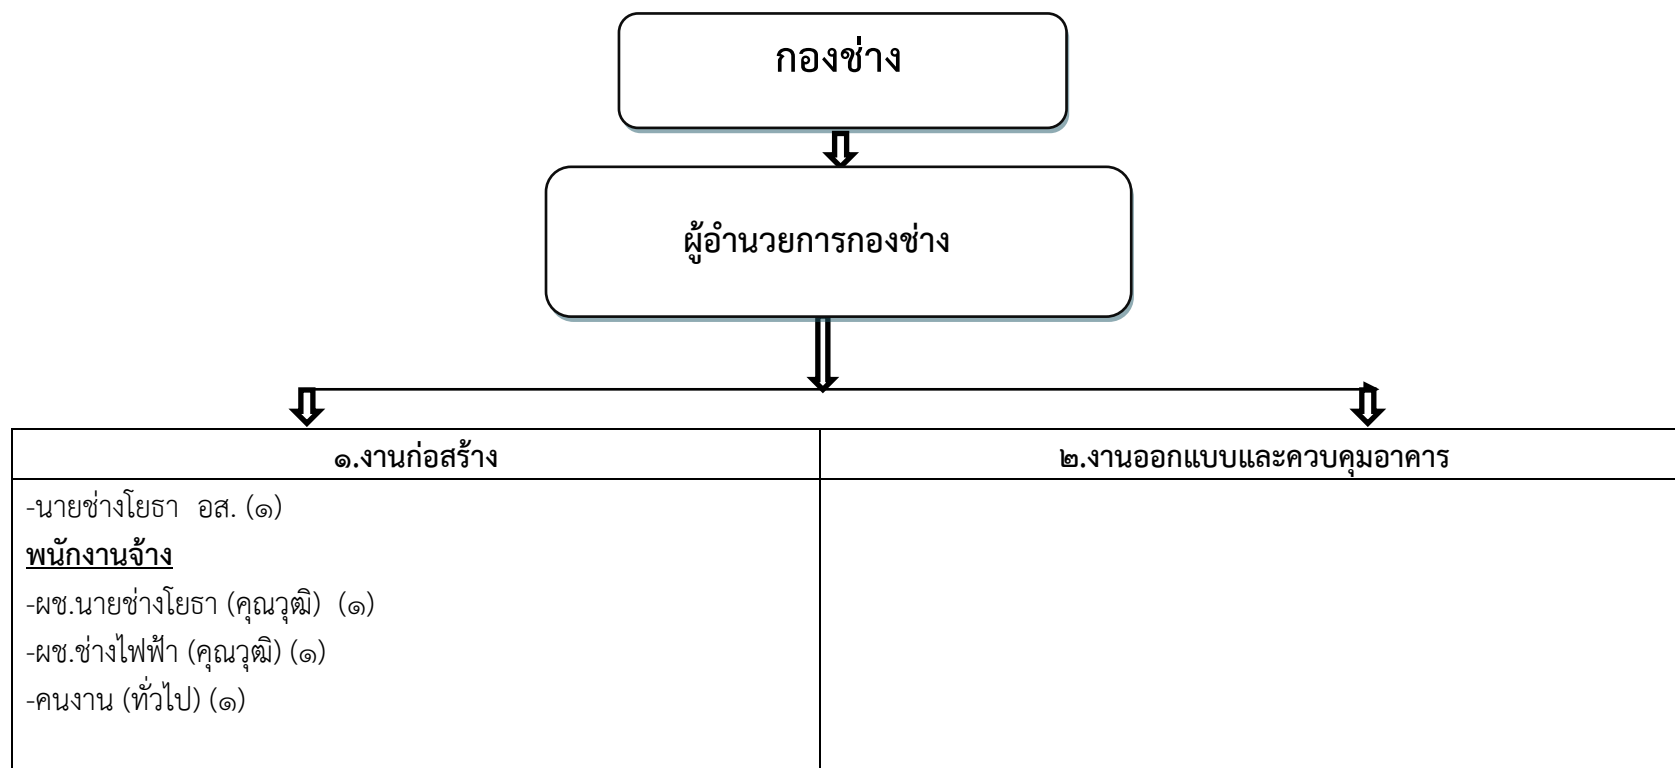 กองช่าง
ผู้อำนวยการกองช่าง
๑.งานก่อสร้าง
๒.งานออกแบบและควบคุมอาคาร
-นายช่างโยธา อส. (๑)
พนักงานจ้าง
-ผช.นายช่างโยธา (คุณวุฒิ) (๑)
-ผช.ช่างไฟฟ้า (คุณวุฒิ) (๑)
-คนงาน (ทั่วไป) (๑)